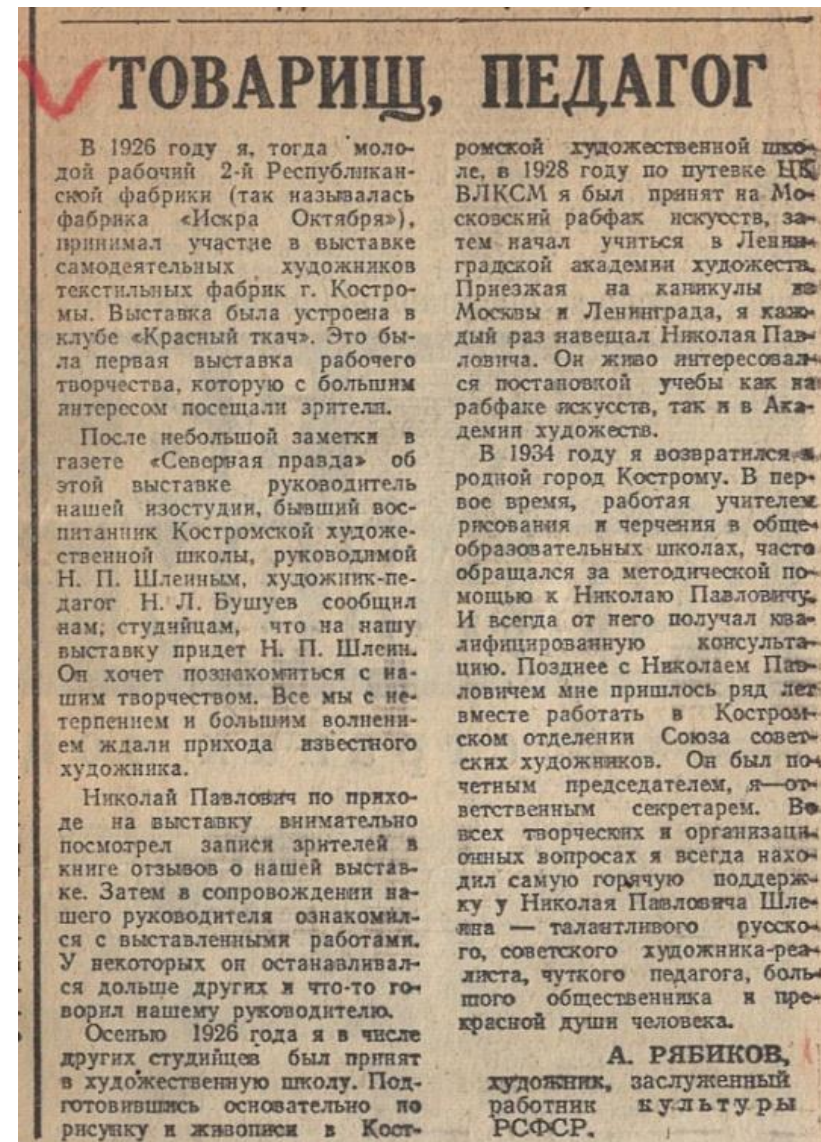 ТОВАРИЩ, ПЕДАГОГ
В 1926 году я, тогда моло-
дой рабочий 2-й Республикан-
ской фабрики (так называлась
фабрика «Искра Октября»),
принимал участие в выставке
самодеятельных художников
текстильных фабрик г. Костро-
мы. Выставка была устроена в
клубе «Красный ткач». Это бы-
ла первая выставка рабочего
творчества, которую с большим
интересом посещали зрители.
После небольшой заметки в
газете «Северная правда» об
этой выставке руководитель
нашей изостудии, бывший вос-
питанник Костромской художе-
ственной школы, руководимой
Н. П. Шлеиным, художник-пе-
дагог Н. Л. Бушуев сообщил
нам, студийцам, что на нашу
выставку придет Н. П. Шлеин.
Он хочет познакомиться с на-
шим творчеством. Все мы с не-
терпением и большим волнени-
ем ждали прихода известного
художника.
Николай Павлович по прихо-
де на выставку внимательно
посмотрел записи зрителей в
книге отзывов о нашей выстав-
ке. Затем в сопровождении на-
шего руководителя ознакомил-
ся с выставленными работами.
У некоторых он останавливал-
ся дольше других и что-то го-
ворил нашему руководителю.
Осенью 1926 года я в числе
других студийцев был принят
в художественную школу. Под-
готовившись основательно по
рисунку и живописи в Кост-
ромской художественной шко-
ле, в 1928 году по путевке ЦК
ВЛКСМ я был принят на Мо-
сковский рабфак искусств, за-
тем начал учиться в Ленин-
градской академии художеств.
Приезжая на каникулы из
Москвы и Ленинграда, я каж-
дый раз навещал Николая Пав-
ловича. Он живо интересовал-
ся постановкой учебы как на
рабфаке искусств, так и в Ака-
демии художеств.
В 1934 году я возвратился в
родной город Кострому. В пер-
вое время, работая учителем
рисования и черчения в обще-
образовательных школах, часто
обращался за методической по-
мощью к Николаю Павловичу.
И всегда от него получал ква-
лифицированную консульта-
цию. Позднее с Николаем Пав-
ловичем мне пришлось ряд лет
вместе работать в Костром-
ском отделении Союза совет-
ских художников. Он был по-
четным председателем, я—от-
ветственным секретарем. Во
всех творческих и организаци-
онных вопросах я всегда нахо-
дил самую горячую поддерж-
ку у Николая Павловича Шле-
ина — талантливого русско-
го, советского художника-реа-
листа, чуткого педагога, боль-
шого общественника и пре-
красной души человека.
А. РЯБИКОВ,
художник, заслуженный
работник культуры
РСФСР.